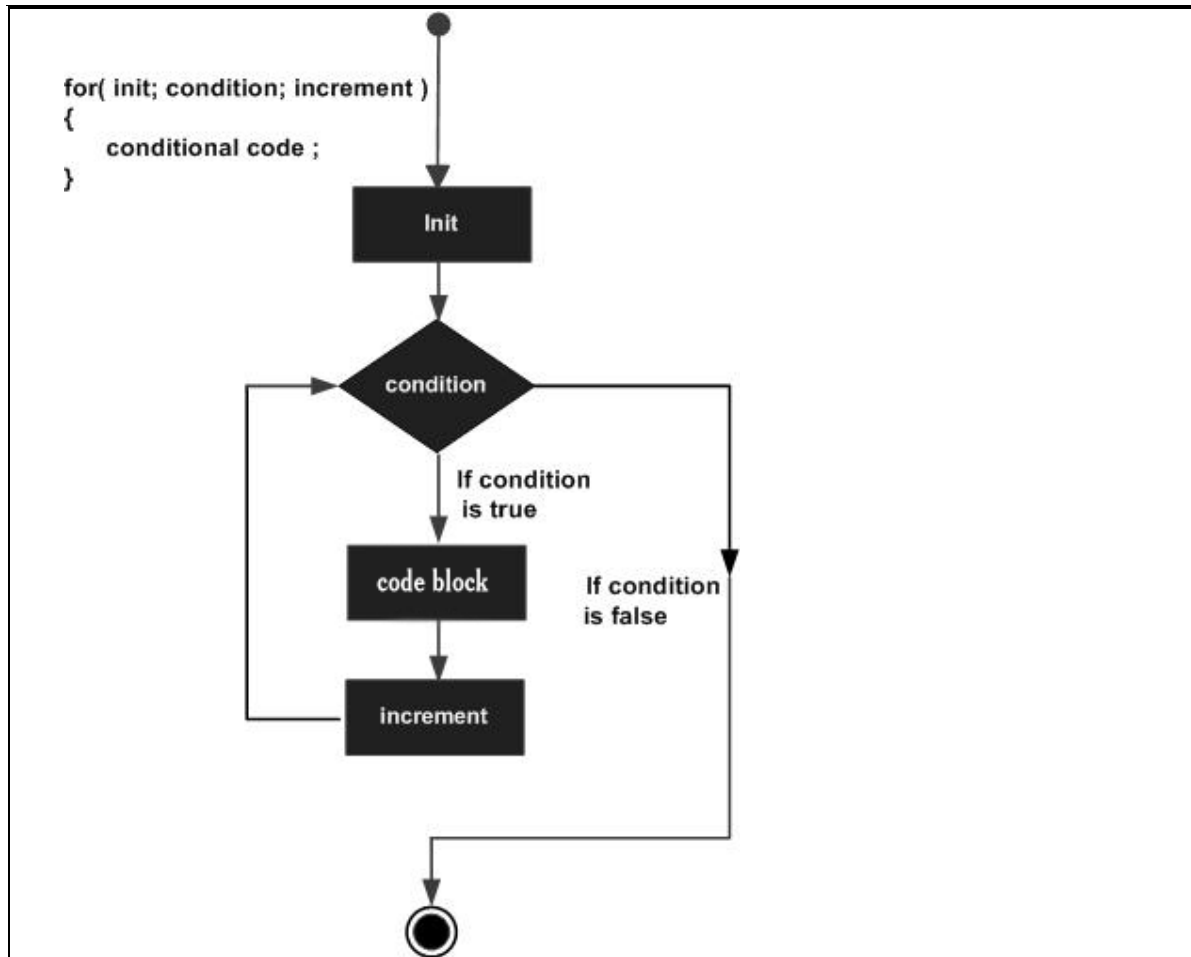 for( init; condition; increment )
{
conditional code ;
}
Init
condition
If condition
is true
code block
If condition
is false
increment